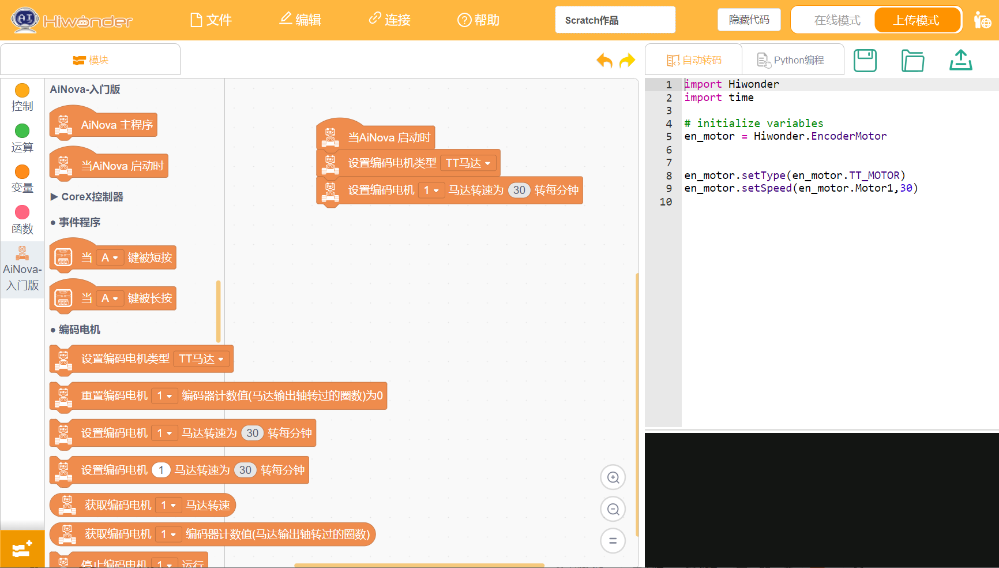 AI Hiwonder
文件
编辑
连接
帮助
Scratch作品
隐藏代码
在线模式
上传模式
模块
自动转码
Python编程
控制
运算
变量
函数
AiNova-
入门版
AiNova-入门版
AiNova 主程序
当AiNova 启动时
CoreX控制器
事件程序
当 A 键被短按
当 A 键被长按
编码电机
设置编码电机类型 TT马达
重置编码电机 1 编码器计数值(马达输出轴转过的圈数)为0
设置编码电机 1 马达转速为 30 转每分钟
设置编码电机 1 马达转速为 30 转每分钟
获取编码电机 1 马达转速
获取编码电机 1 编码器计数值(马达输出轴转过的圈数)
停止编码电机 1 运行
当AiNova 启动时
设置编码电机类型 TT马达
设置编码电机 1 马达转速为 30 转每分钟
1 import Hiwonder
2 import time
3
4 # initialize variables
5 en_motor = Hiwonder.EncoderMotor
6
7
8 en_motor.setType(en_motor.TT_MOTOR)
9 en_motor.setSpeed(en_motor.Motor1,30)
10